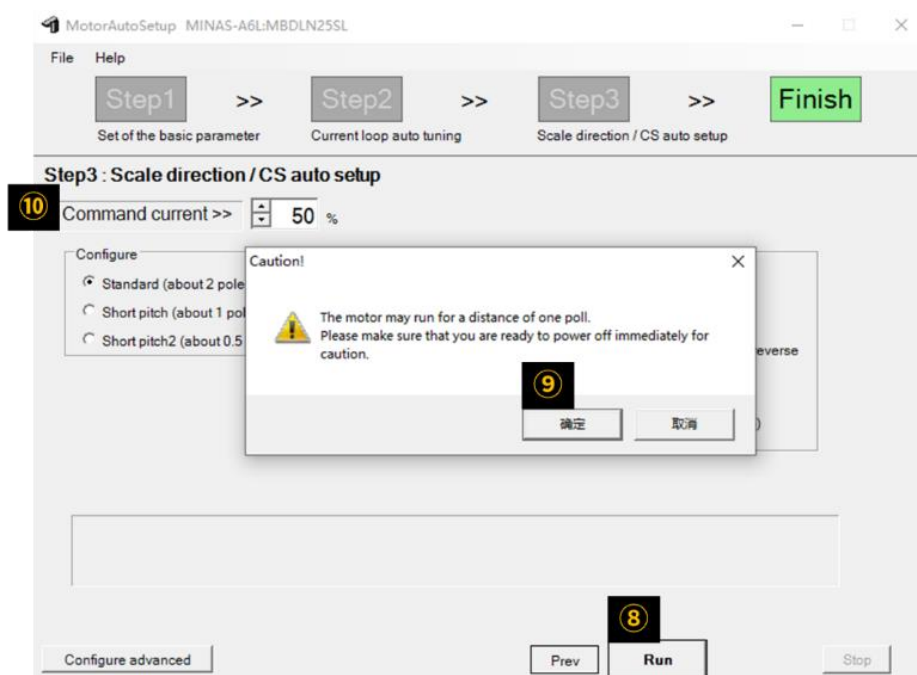 MotorAutoSetup MINAS-A6L:MBDLN25SL
File Help
Step1 >> Step2 >> Step3 >> Finish
Set of the basic parameter Current loop auto tuning Scale direction / CS auto setup
Step3 : Scale direction / CS auto setup
⑩ Command current >> 50 %
Configure
Caution!
Standard (about 2 pole
Short pitch (about 1 pol
Short pitch2 (about 0.5
The motor may run for a distance of one poll.
Please make sure that you are ready to power off immediately for
caution.
everse
⑨
确定 取消
)
⑧
Configure advanced Prev Run Stop